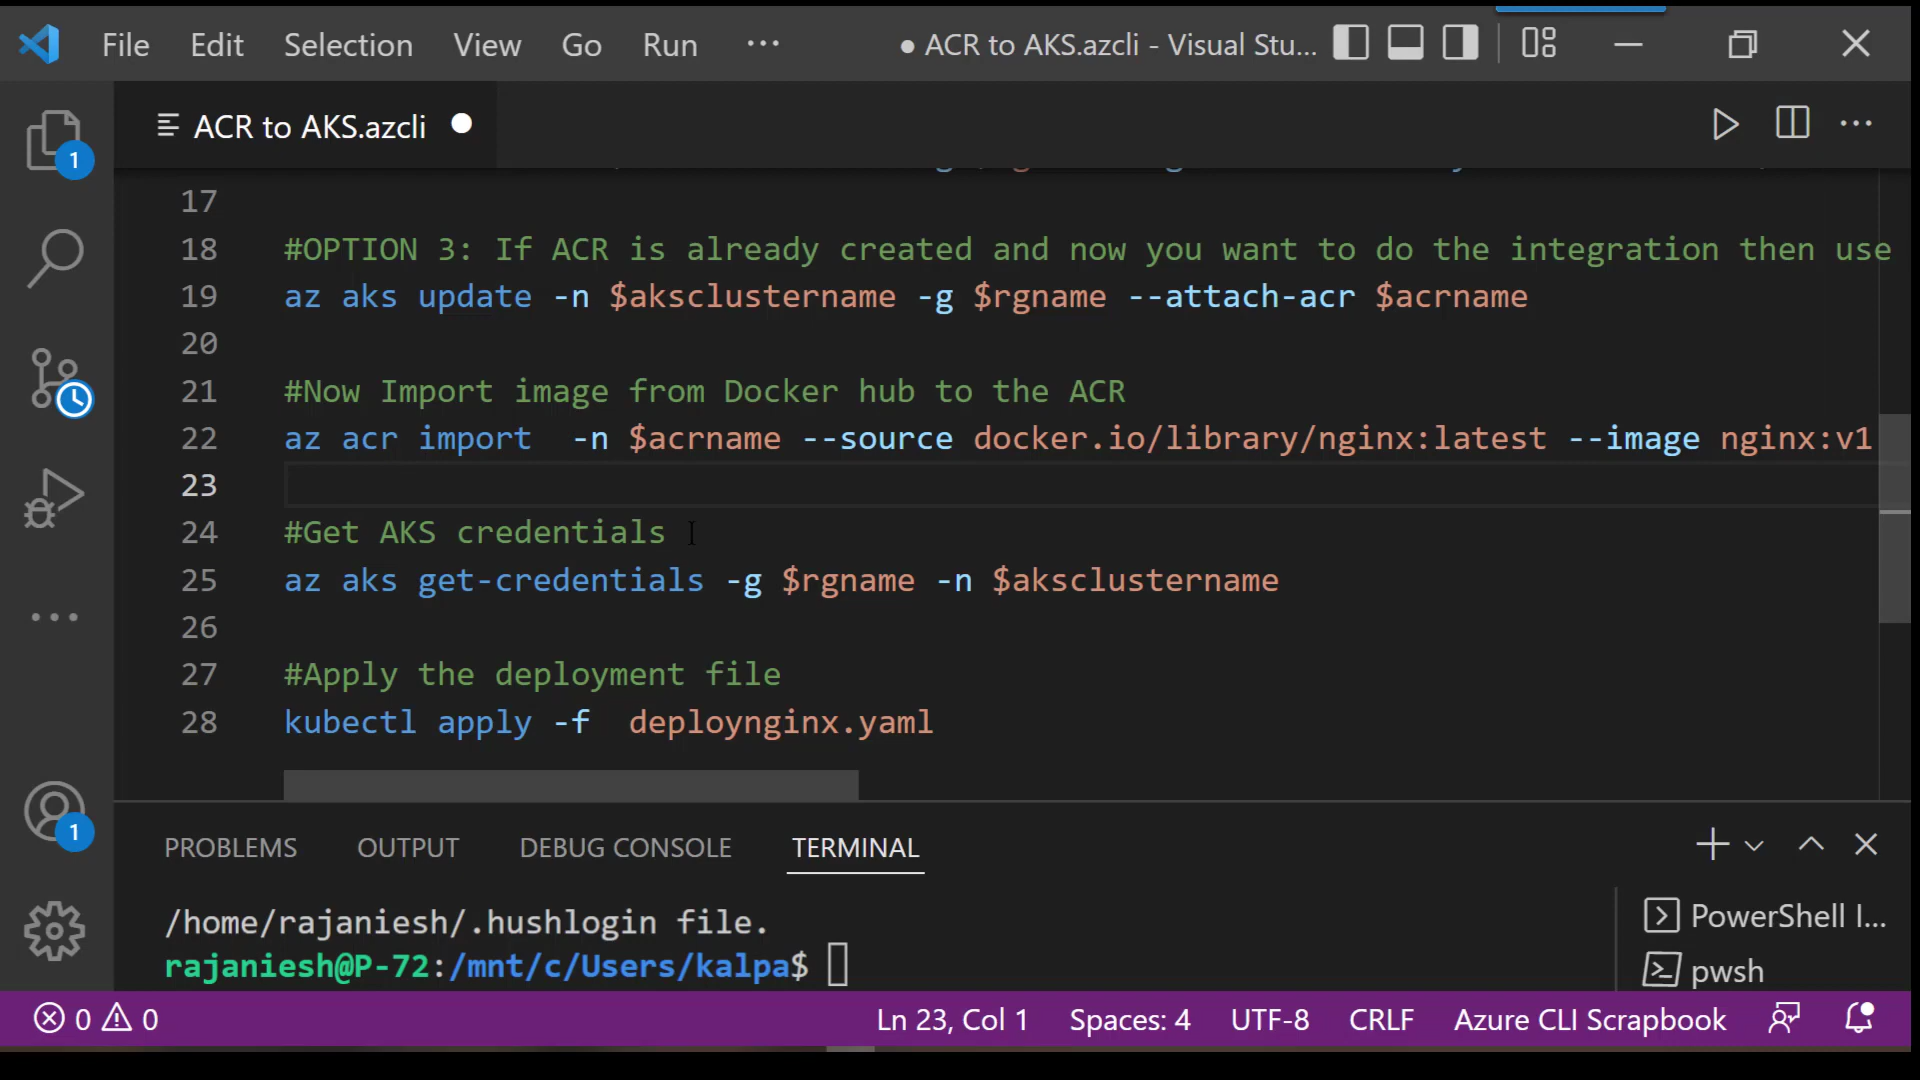 File Edit Selection View Go Run ··· ● ACR to AKS.azcli - Visual Stu...
ACR to AKS.azcli
1
17
18 #OPTION 3: If ACR is already created and now you want to do the integration then use
19 az aks update -n $aksclustername -g $rgname --attach-acr $acrname
20
21 #Now Import image from Docker hub to the ACR
22 az acr import  -n $acrname --source docker.io/library/nginx:latest --image nginx:v1
23
24 #Get AKS credentials
25 az aks get-credentials -g $rgname -n $aksclustername
26
27 #Apply the deployment file
28 kubectl apply -f  deploynginx.yaml
1
PROBLEMS OUTPUT DEBUG CONSOLE TERMINAL
/home/rajaniesh/.hushlogin file.
rajaniesh@P-72:/mnt/c/Users/kalpa$
PowerShell I...
pwsh
0 0 Ln 23, Col 1 Spaces: 4 UTF-8 CRLF Azure CLI Scrapbook